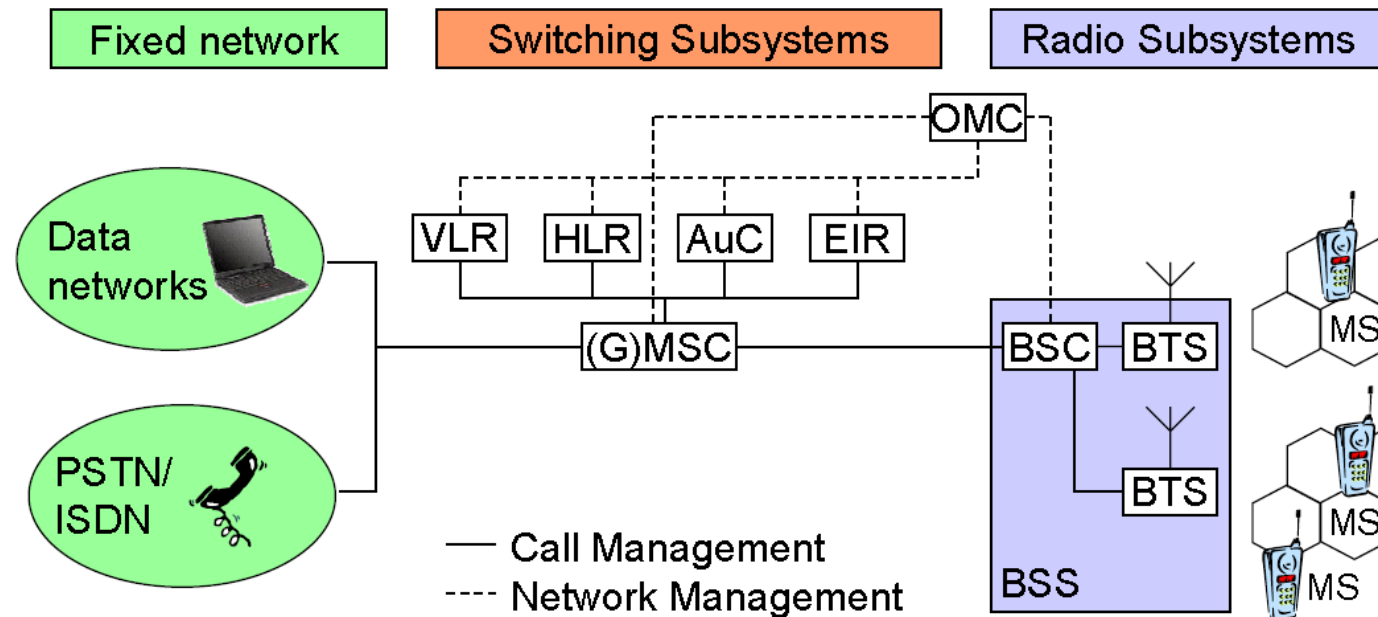 Fixed network
Switching Subsystems
Radio Subsystems
OMC
VLR
HLR
AuC
EIR
Data
networks
(G)MSC
BSC
BTS
MS
PSTN/
ISDN
BTS
MS
Call Management
Network Management
BSS
MS